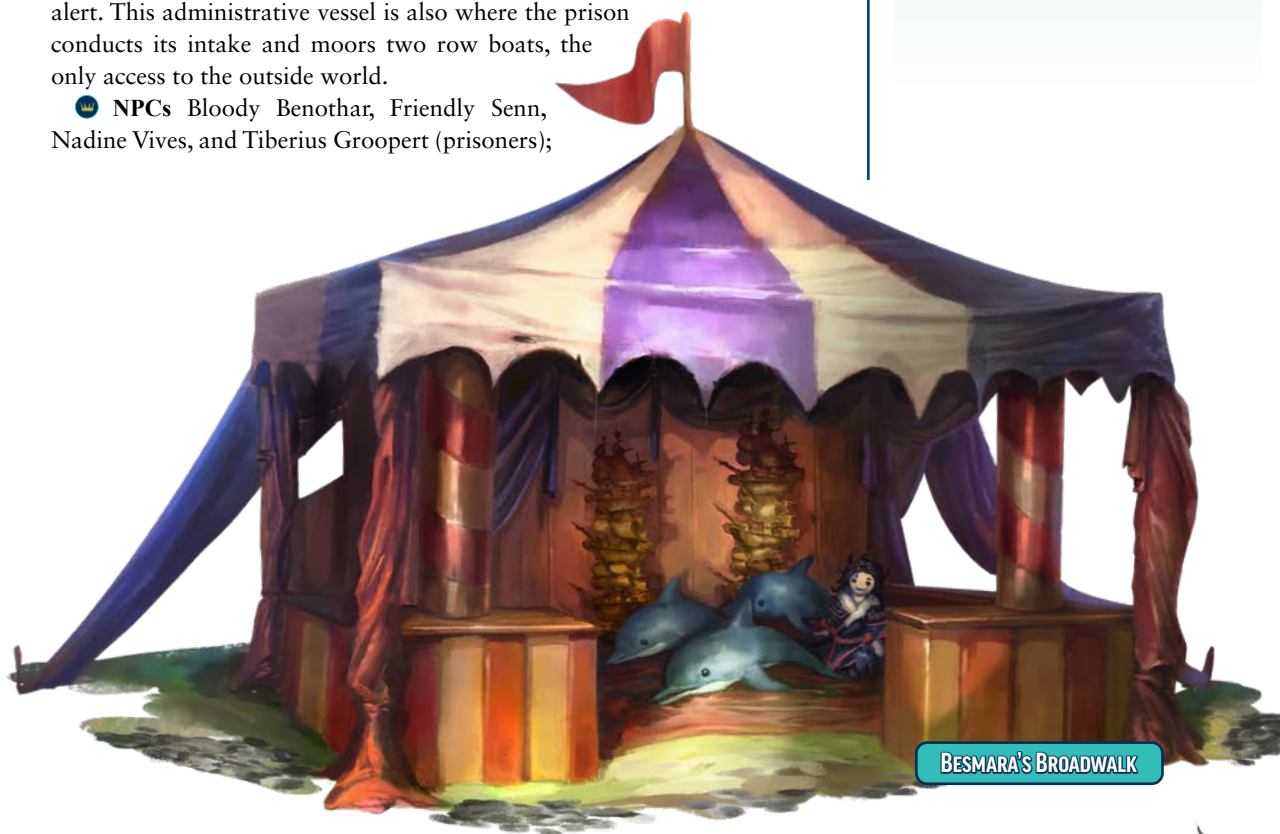 alert. This administrative vessel is also where the prison
conducts its intake and moors two row boats, the
only access to the outside world.
NPCs Bloody Benothar, Friendly Senn,
Nadine Vives, and Tiberius Groopert (prisoners);
BESMARA'S BROADWALK